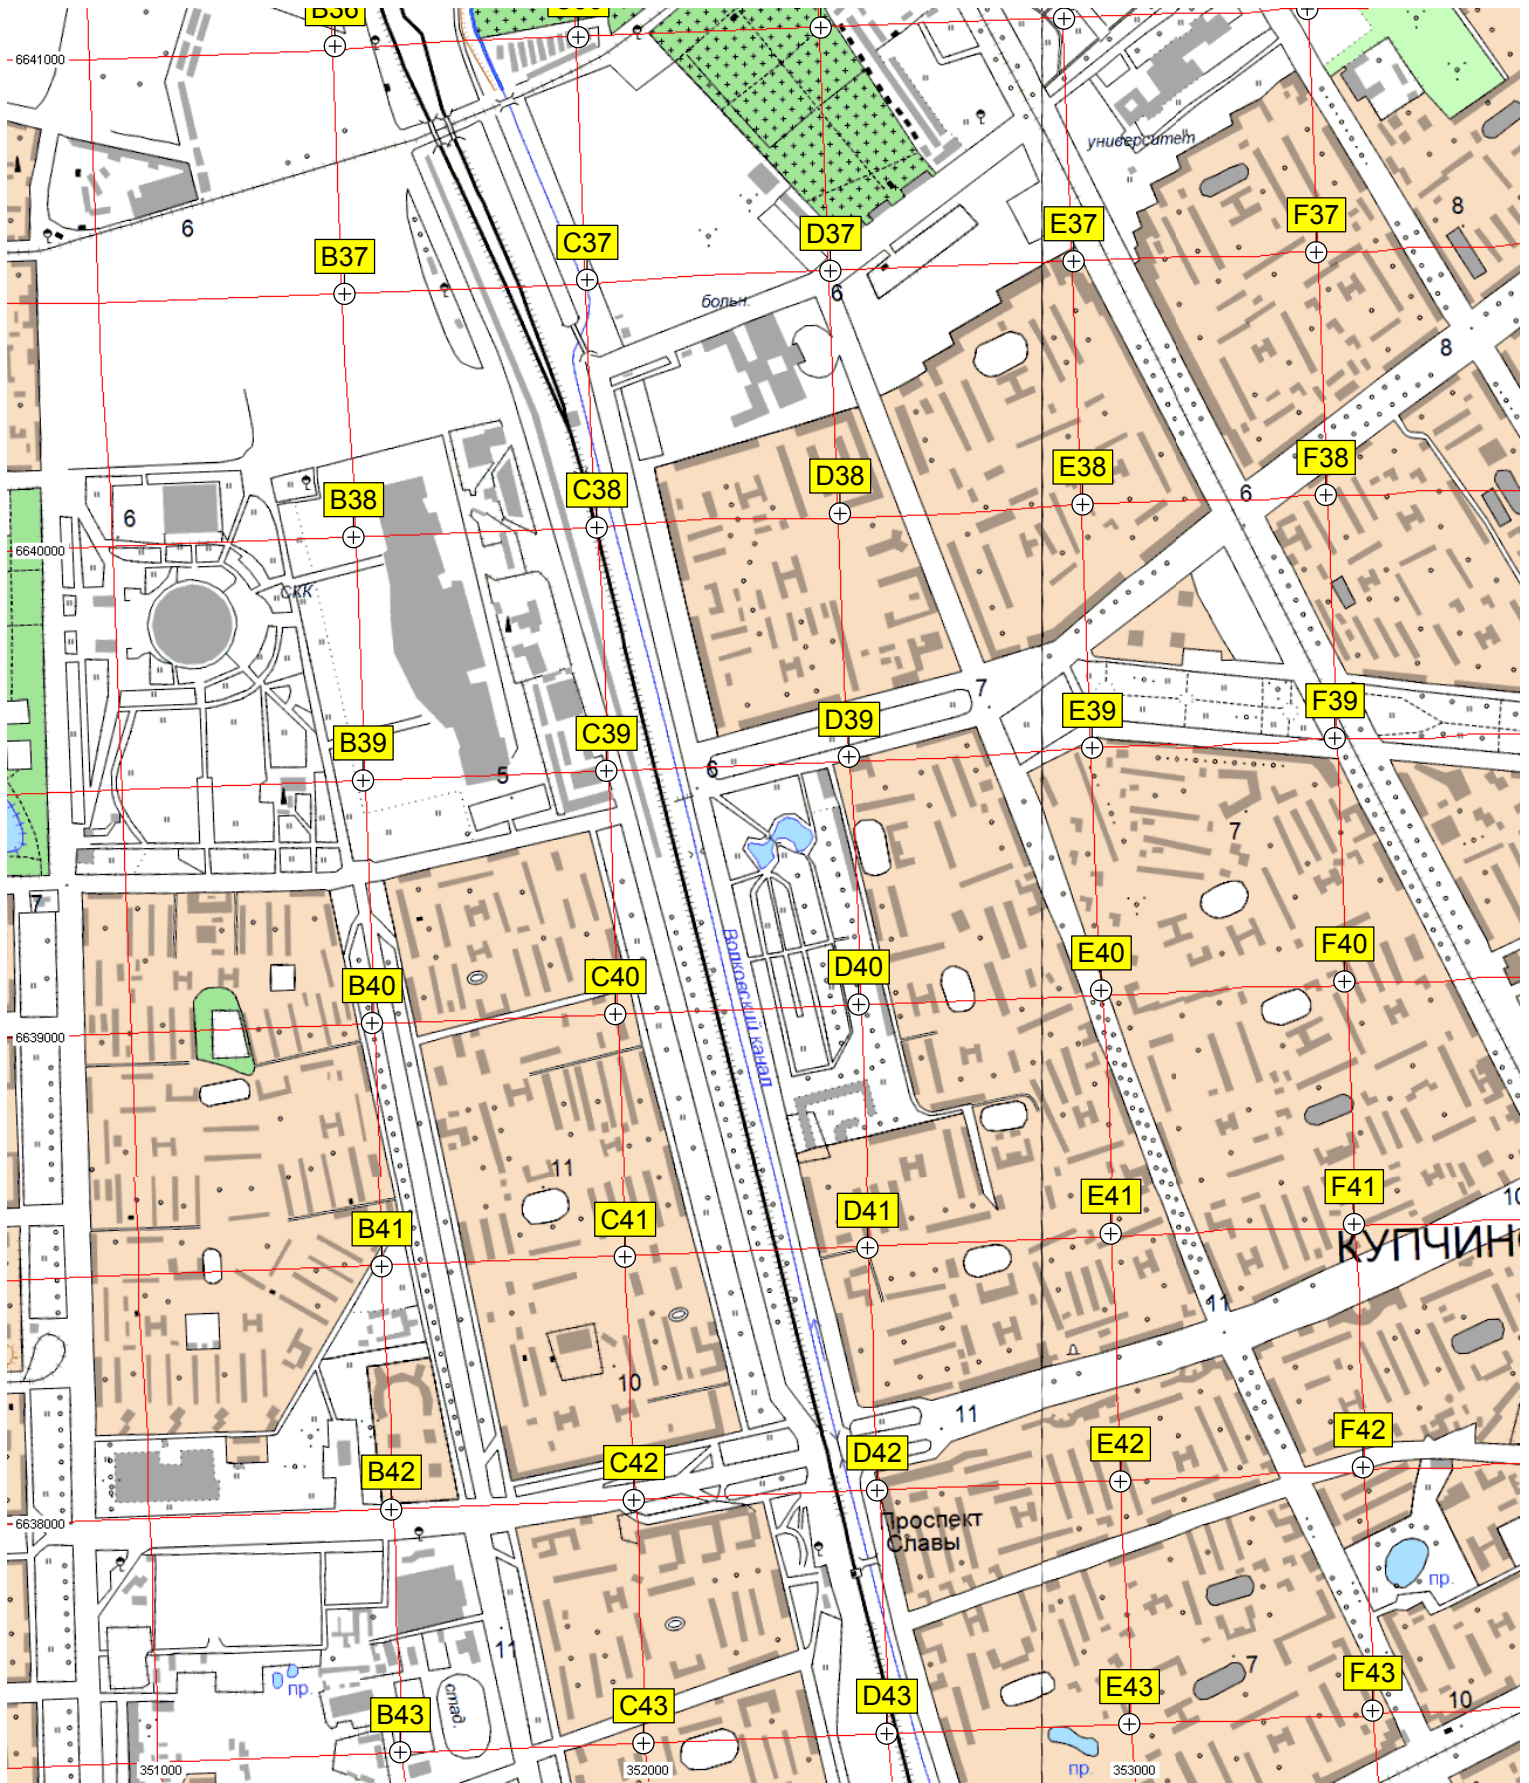 B36
6641000
университет
8
6
E37
F37
D37
C37
B37
больн.
6
8
F38
E38
D38
C38
B38
6
6
6640000
СКК
7
F39
E39
D39
C39
B39
5
6
7
7
Волковский канал
F40
E40
D40
C40
B40
6639000
11
F41
E41
D41
C41
B41
10
КУПЧИН
11
10
11
F42
E42
D42
C42
B42
6638000
Проспект
Славы
пр.
11
7
пр.
стад.
F43
E43
D43
C43
B43
10
351000
352000
пр.
353000